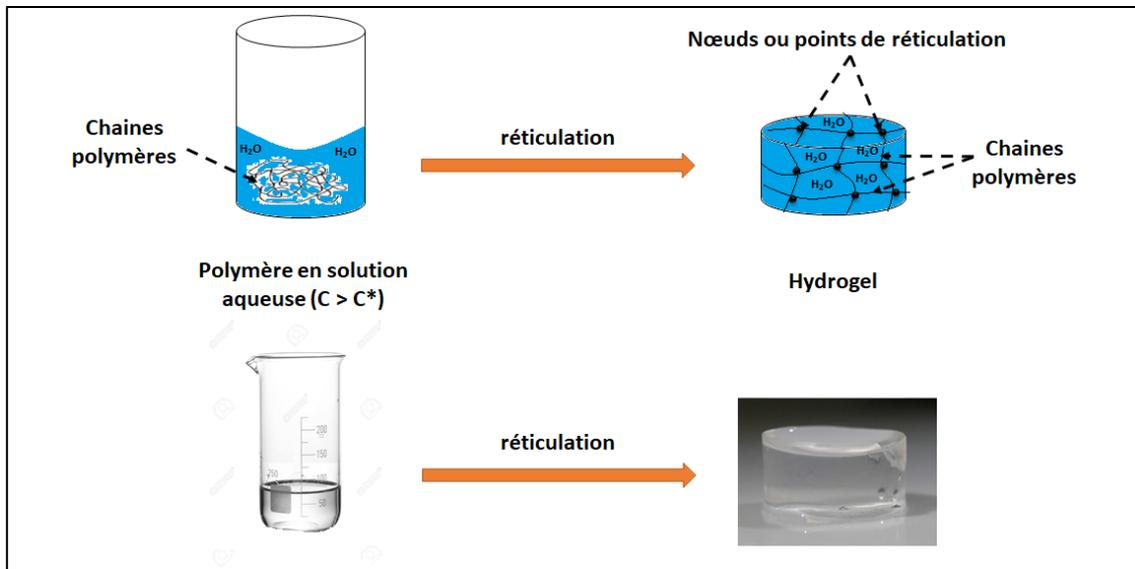 Nœuds ou points de réticulation
Chaines
polymères
H₂O
H₂O
réticulation
H₂O
H₂O
H₂O
H₂O
H₂O
Chaines
polymères
Polymère en solution
aqueuse (C > C*)
Hydrogel
réticulation
200
150
250
100
50